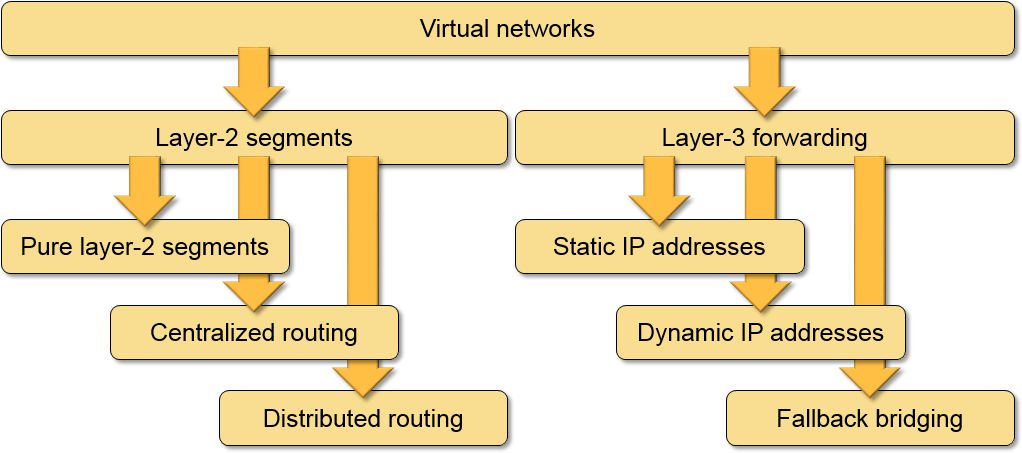 Virtual networks
Layer-2 segments
Layer-3 forwarding
Pure layer-2 segments
Static IP addresses
Centralized routing
Dynamic IP addresses
Distributed routing
Fallback bridging